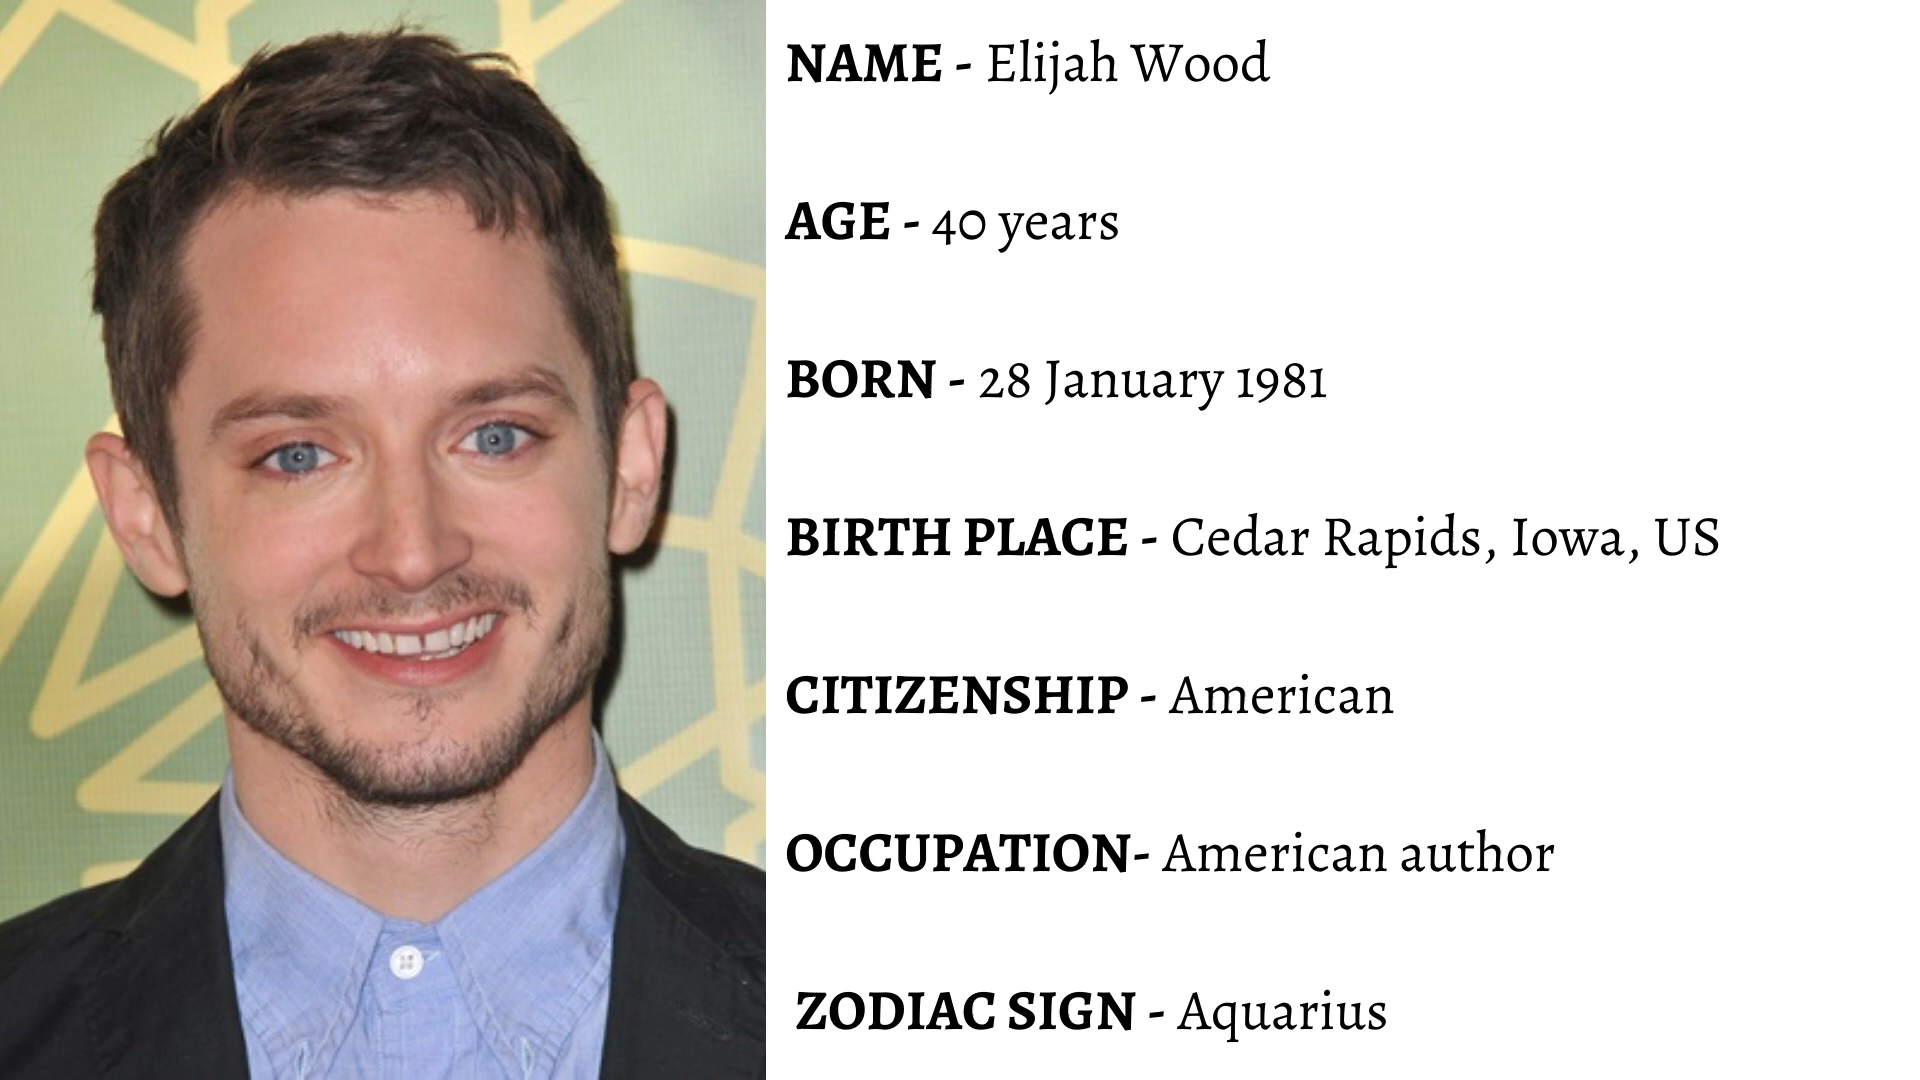 NAME - Elijah Wood
AGE - 40 years
BORN - 28 January 1981
BIRTH PLACE - Cedar Rapids, Iowa, US
CITIZENSHIP - American
OCCUPATION- American author
ZODIAC SIGN - Aquarius